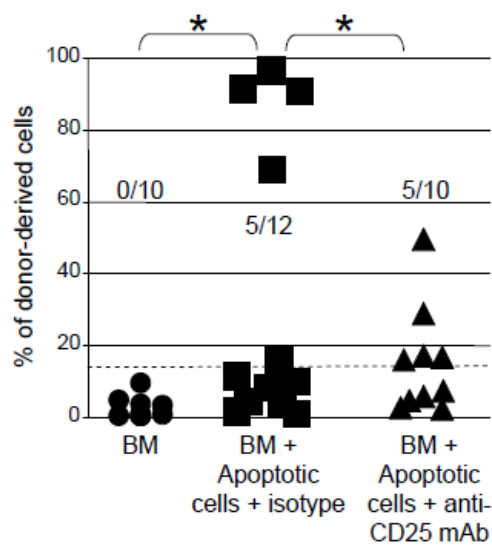 * *
% of donor-derived cells
100
80
60
40
20
0
0/10
5/12
5/10
BM
BM +
Apoptotic
cells + isotype
BM +
Apoptotic
cells + anti-
CD25 mAb